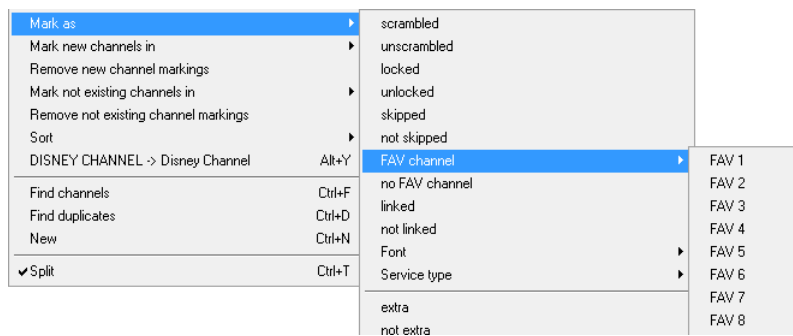 Mark as
Mark new channels in
Remove new channel markings
Mark not existing channels in
Remove not existing channel markings
Sort
DISNEY CHANNEL -> Disney Channel Alt+Y
Find channels Ctrl+F
Find duplicates Ctrl+D
New Ctrl+N
Split Ctrl+T
scrambled
unscrambled
locked
unlocked
skipped
not skipped
FAV channel
no FAV channel
linked
not linked
Font
Service type
extra
not extra
FAV 1
FAV 2
FAV 3
FAV 4
FAV 5
FAV 6
FAV 7
FAV 8